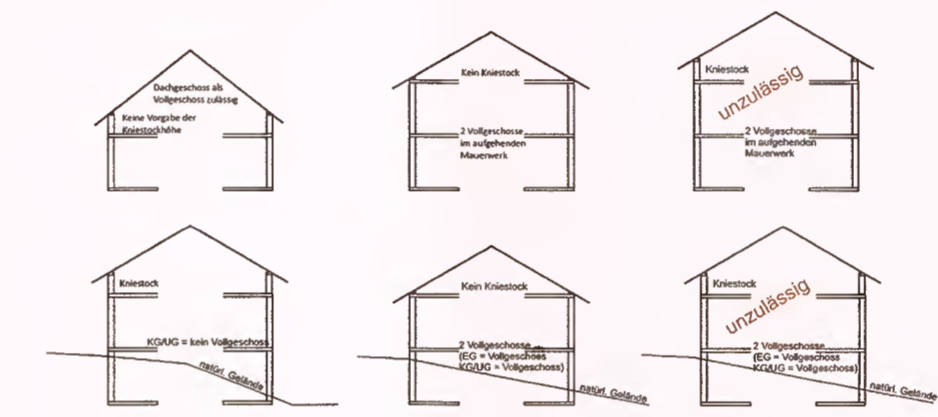 Dachgeschoss als
Vollgeschoss zulässig
Keine Vorgabe der
Kniestockhöhe
Kein Kniestock
2 Vollgeschosse
im aufgehenden
Mauerwerk
Kniestock
unzulässig
2 Vollgeschosse
im aufgehenden
Mauerwerk
Kniestock
KG/UG = kein Vollgeschoss
natürl. Gelände
Kein Kniestock
2 Vollgeschosse
(EG = Vollgeschoss
KG/UG = Vollgeschoss)
natürl. Gelände
Kniestock
unzulässig
2 Vollgeschosse
(EG = Vollgeschoss
KG/UG = Vollgeschoss)
natürl. Gelände